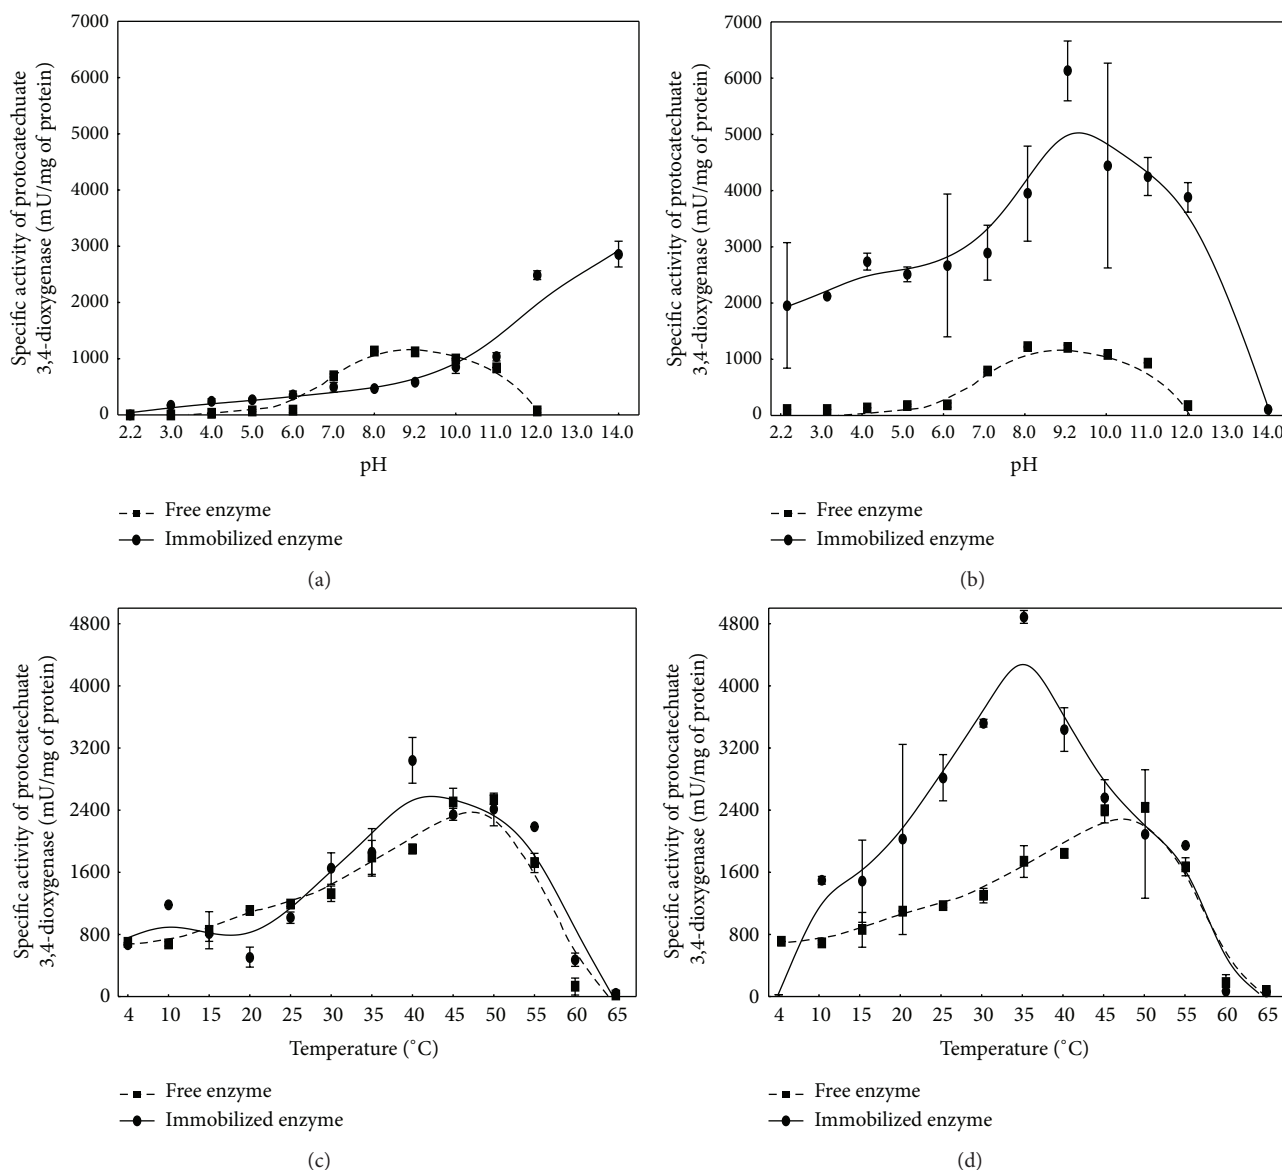 7000
6000
5000
4000
3000
2000
1000
0
Specific activity of protocatechuate
3,4-dioxygenase (mU/mg of protein)
2.2 3.0 4.0 5.0 6.0 7.0 8.0 9.2 10.0 11.0 12.0 14.0
pH
Free enzyme
Immobilized enzyme
(a)
7000
6000
5000
4000
3000
2000
1000
0
Specific activity of protocatechuate
3,4-dioxygenase (mU/mg of protein)
2.2 3.0 4.0 5.0 6.0 7.0 8.0 9.2 10.0 11.0 12.0 13.0 14.0
pH
Free enzyme
Immobilized enzyme
(b)
4800
4000
3200
2400
1600
800
0
Specific activity of protocatechuate
3,4-dioxygenase (mU/mg of protein)
4 10 15 20 25 30 35 40 45 50 55 60 65
Temperature (°C)
Free enzyme
Immobilized enzyme
(c)
4800
4000
3200
2400
1600
800
0
Specific activity of protocatechuate
3,4-dioxygenase (mU/mg of protein)
4 10 15 20 25 30 35 40 45 50 55 60 65
Temperature (°C)
Free enzyme
Immobilized enzyme
(d)